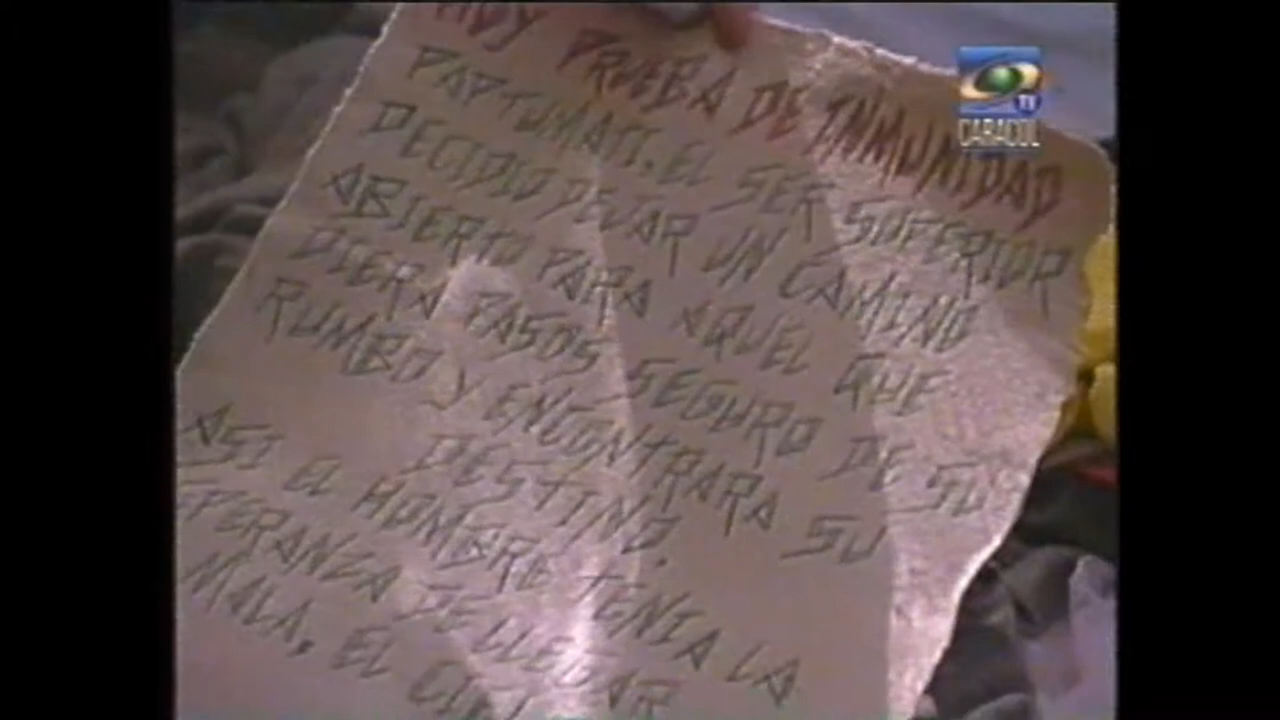 HOY PRUEBA DE INMUNIDAD
PAPTUMATI. EL SER SUPERIOR
DECIDIO DEJAR UN CAMINO
ABIERTO PARA AQUEL QUE
DIERA PASOS SEGURO DE SU
RUMBO Y ENCONTRARA SU
DESTINO.
ASI EL HOMBRE TENIA LA
ESPERANZA DE LLEGAR
MALA, EL
CARACOL